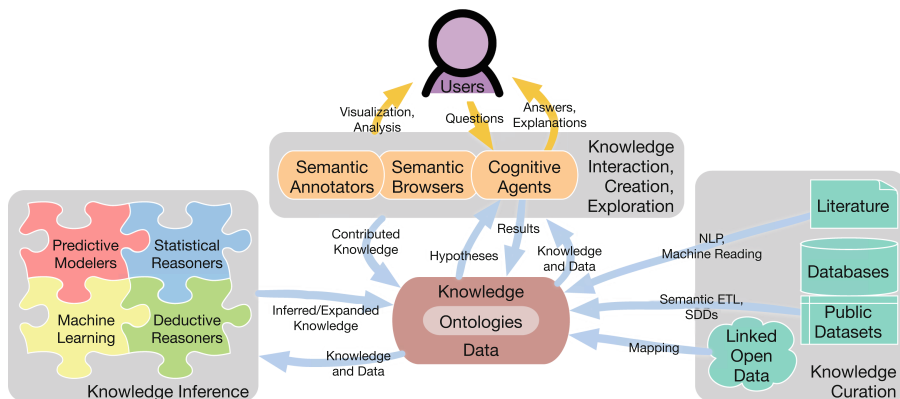 Users
Visualization,
Analysis
Questions
Answers,
Explanations
Semantic
Annotators
Semantic
Browsers
Cognitive
Agents
Knowledge
Interaction,
Creation,
Exploration
Predictive
Modelers
Statistical
Reasoners
Machine
Learning
Deductive
Reasoners
Knowledge Inference
Contributed
Knowledge
Hypotheses
Results
Knowledge
and Data
Inferred/Expanded
Knowledge
Knowledge
and Data
Knowledge
Ontologies
Data
NLP,
Machine Reading
Semantic ETL,
SDDs
Mapping
Literature
Databases
Public
Datasets
Linked
Open
Data
Knowledge
Curation